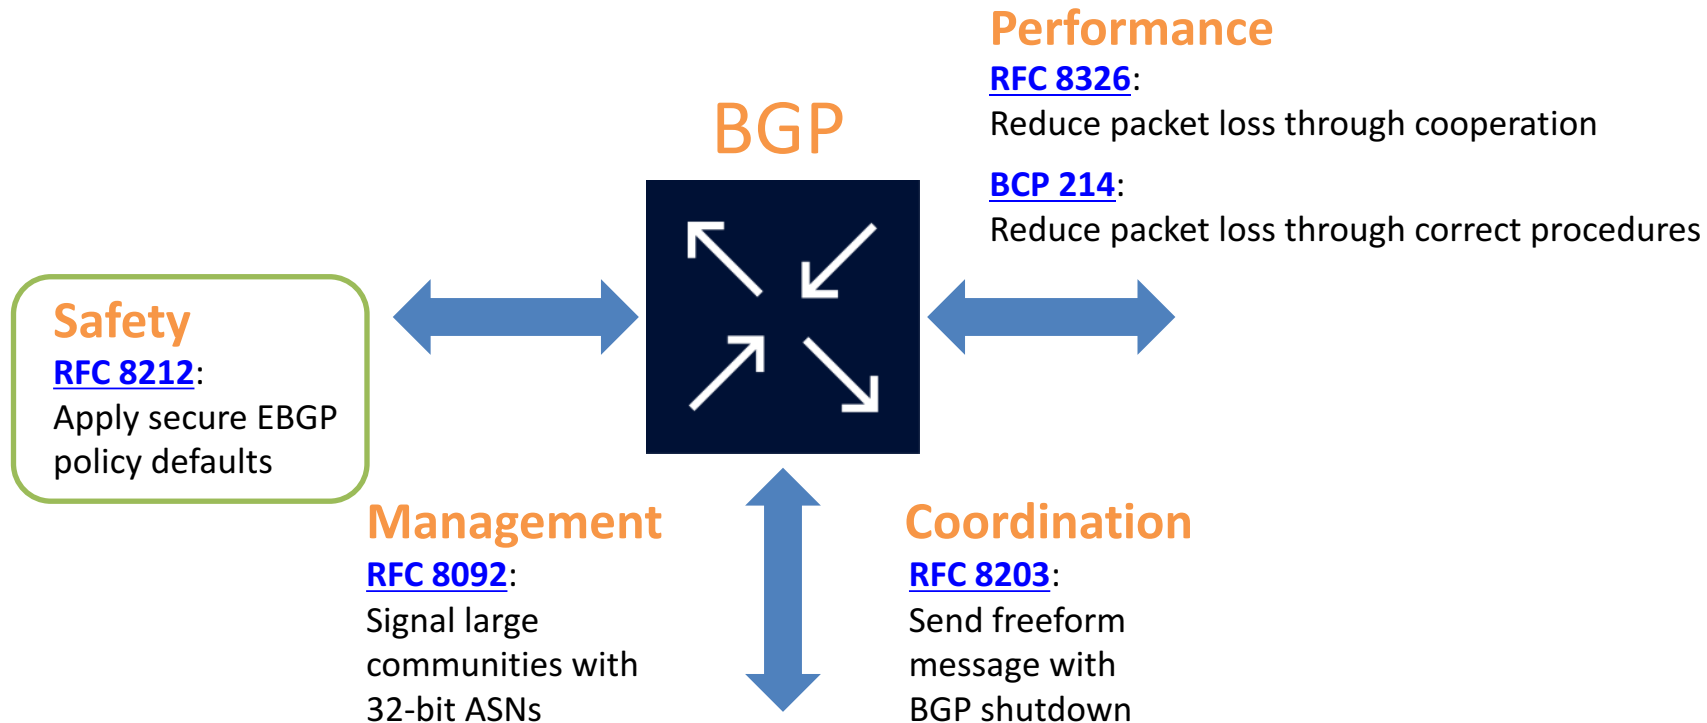 BGP
Performance
RFC 8326:
Reduce packet loss through cooperation
BCP 214:
Reduce packet loss through correct procedures
Safety
RFC 8212:
Apply secure EBGP
policy defaults
Management
RFC 8092:
Signal large
communities with
32-bit ASNs
Coordination
RFC 8203:
Send freeform
message with
BGP shutdown